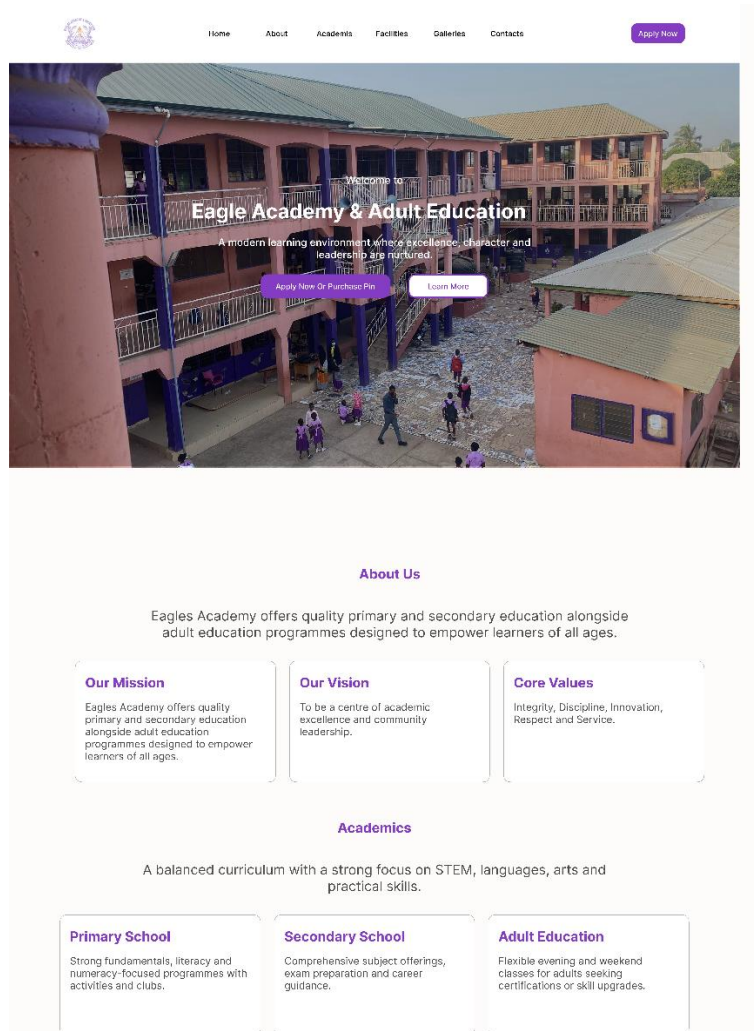 Home About Academis Facilities Galleries Contacts Apply Now
Welcome to
Eagle Academy & Adult Education
A modern learning environment where excellence, character and
leadership are nurtured.
Apply Now Or Purchase Pin Learn More
About Us
Eagles Academy offers quality primary and secondary education alongside
adult education programmes designed to empower learners of all ages.
Our Mission
Eagles Academy offers quality
primary and secondary education
alongside adult education
programmes designed to empower
learners of all ages.
Our Vision
To be a centre of academic
excellence and community
leadership.
Core Values
Integrity, Discipline, Innovation,
Respect and Service.
Academics
A balanced curriculum with a strong focus on STEM, languages, arts and
practical skills.
Primary School
Strong fundamentals, literacy and
numeracy-focused programmes with
activities and clubs.
Secondary School
Comprehensive subject offerings,
exam preparation and career
guidance.
Adult Education
Flexible evening and weekend
classes for adults seeking
certifications or skill upgrades.